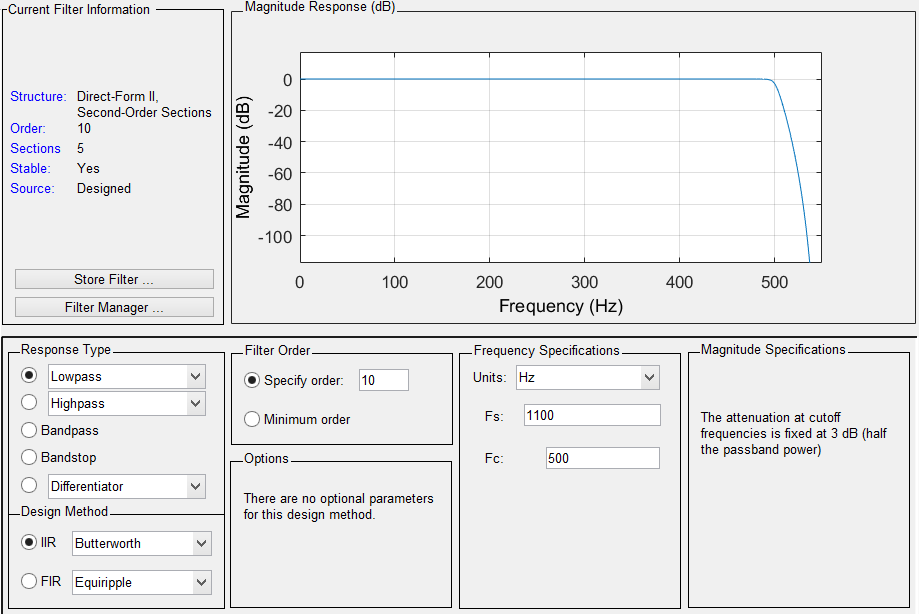 Current Filter Information
Structure: Direct-Form II,
Second-Order Sections
Order: 10
Sections 5
Stable: Yes
Source: Designed
Store Filter ...
Filter Manager ...
Magnitude Response (dB)
Magnitude (dB)
0
-20
-40
-60
-80
-100
0 100 200 300 400 500
Frequency (Hz)
Response Type
Lowpass
Highpass
Bandpass
Bandstop
Differentiator
Design Method
IIR Butterworth
FIR Equiripple
Filter Order
Specify order: 10
Minimum order
Options
There are no optional parameters
for this design method.
Frequency Specifications
Units: Hz
Fs: 1100
Fc: 500
Magnitude Specifications
The attenuation at cutoff
frequencies is fixed at 3 dB (half
the passband power)